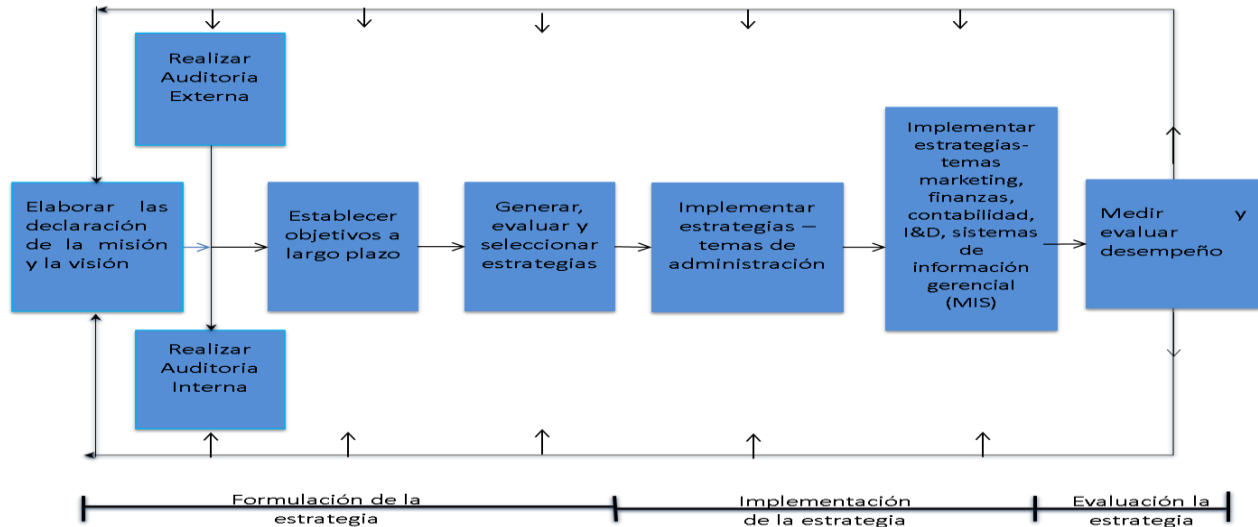 Realizar
Auditoria
Externa
Elaborar las
declaración
de la misión
y la visión
Realizar
Auditoria
Interna
Establecer
objetivos a
largo plazo
Generar,
evaluar y
seleccionar
estrategias
Implementar
estrategias –
temas de
administración
Implementar
estrategias-
temas
marketing,
finanzas,
contabilidad,
I&D, sistemas
de
información
gerencial
(MIS)
Medir y
evaluar
desempeño
Formulación de la
estrategia
Implementación
de la estrategia
Evaluación la
estrategia